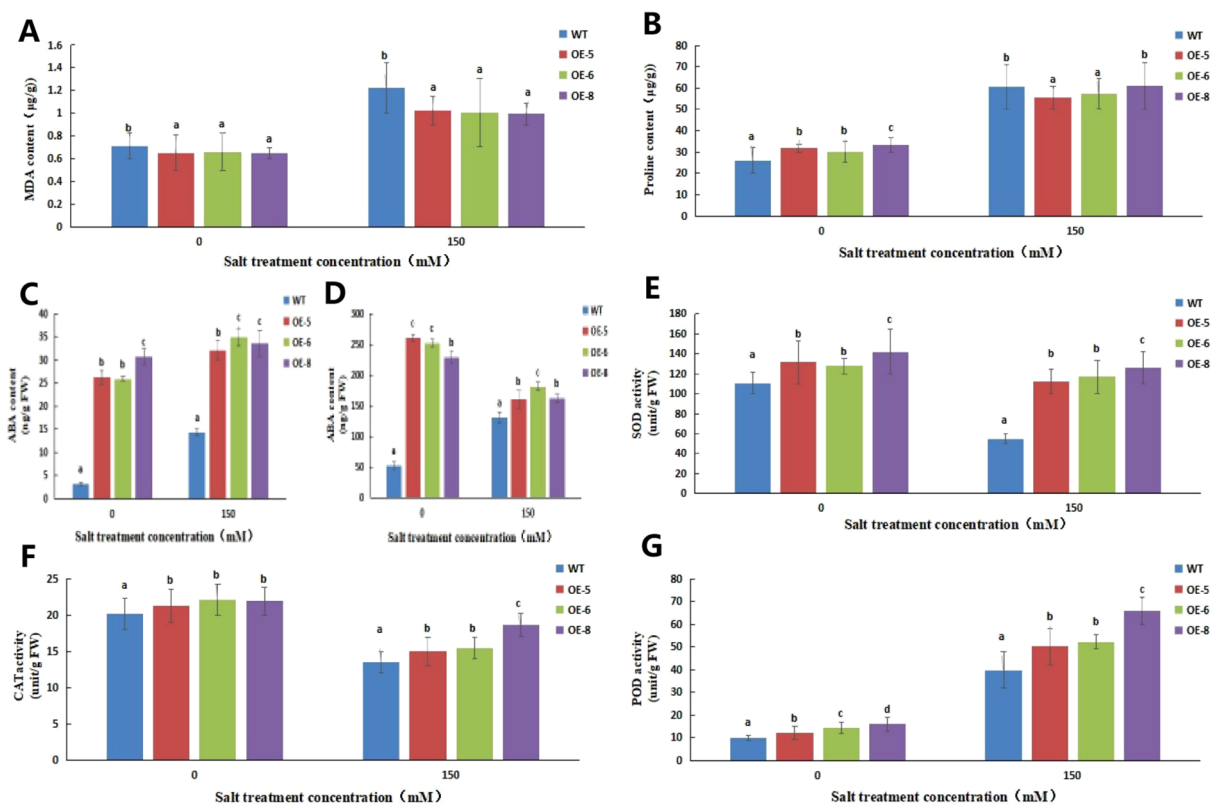 A
MDA content (μg/g))
1.6
1.4
1.2
1
0.8
0.6
0.4
0.2
0
b
a
a
a
b
a
a
a
0
150
Salt treatment concentration (mM)
WT
OE-5
OE-6
OE-8
B
Proline content (μg/g))
80
70
60
50
40
30
20
10
0
a
b
b
c
b
a
a
b
0
150
Salt treatment concentration (mM)
WT
OE-5
OE-6
OE-8
C
ABA content
(ng/g FW)
40
35
30
25
20
15
10
5
0
a
b
b
c
a
b
c
c
0
150
Salt treatment concentration (mM)
WT
OE-5
OE-6
OE-8
D
ABA content
(ng/g FW)
300
250
200
150
100
50
0
a
c
c
b
a
b
c
b
0
150
Salt treatment concentration (mM)
WT
OE-5
OE-6
OE-8
E
SOD activity
(unit/g FW)
180
160
140
120
100
80
60
40
20
0
a
b
b
c
a
b
b
c
0
150
Salt treatment concentration (mM)
WT
OE-5
OE-6
OE-8
F
CAT activity
(unit/g FW)
25
20
15
10
5
0
a
b
b
b
a
b
b
c
0
150
Salt treatment concentration (mM)
WT
OE-5
OE-6
OE-8
G
POD activity
(unit/g FW)
80
70
60
50
40
30
20
10
0
a
b
c
d
a
b
b
c
0
150
Salt treatment concentration (mM)
WT
OE-5
OE-6
OE-8